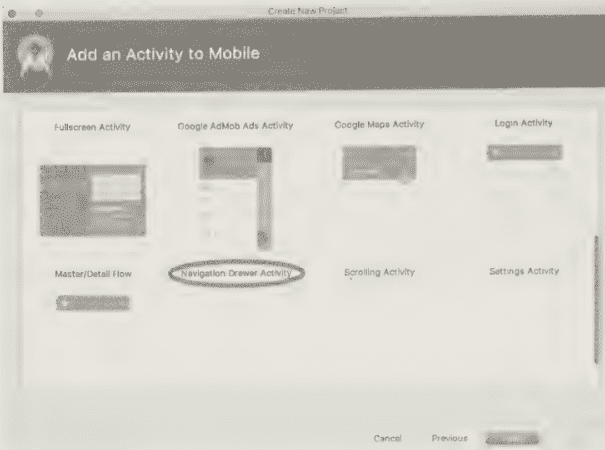 Create New Project
Add an Activity to Mobile
Fullscreen Activity
Google AdMob Ads Activity
Google Maps Activity
Login Activity
Master/Detail Flow
Navigation Drawer Activity
Scrolling Activity
Settings Activity
Cancel
Previous